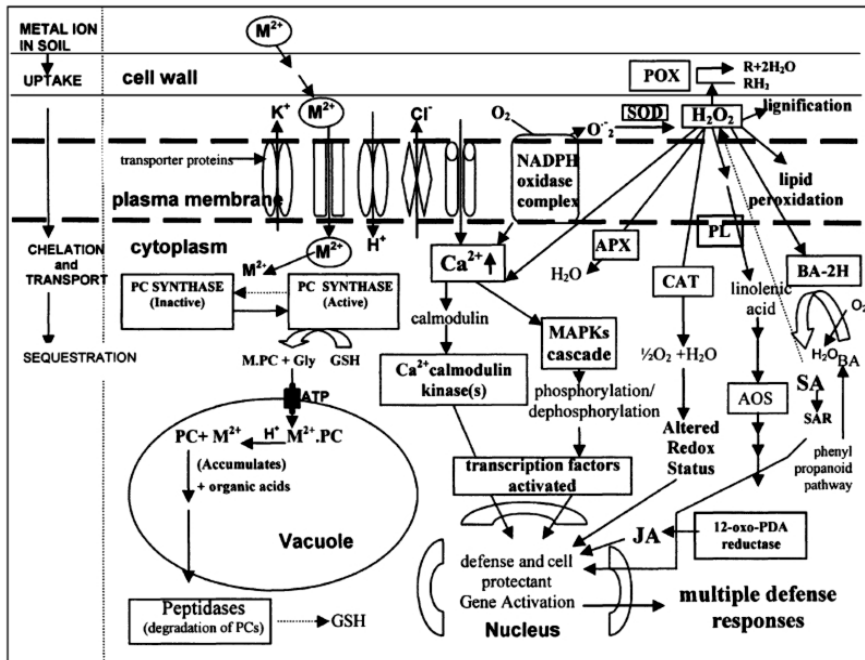 METAL ION
IN SOIL
UPTAKE
CHELATION
and
TRANSPORT
SEQUESTRATION
M²⁺
cell wall
POX
R+2H₂O
RH₂
K⁺
M²⁺
Cl⁻
O₂
O·⁻₂
SOD
H₂O₂
lignification
transporter proteins
NADPH
oxidase
complex
lipid
peroxidation
plasma membrane
H⁺
cytoplasm
M²⁺
M²⁺
Ca²⁺
APX
H₂O
PL
BA-2H
PC SYNTHASE
(Inactive)
PC SYNTHASE
(Active)
CAT
linolenic
acid
O₂
H₂O
BA
calmodulin
MAPKs
cascade
½O₂ +H₂O
M.PC + Gly
GSH
Ca²⁺calmodulin
kinase(s)
SA
SAR
ATP
phosphorylation/
dephosphorylation
AOS
PC+ M²⁺
H⁺
M²⁺.PC
Altered
Redox
Status
phenyl
propanoid
pathway
(Accumulates)
+ organic acids
transcription factors
activated
Vacuole
JA
12-oxo-PDA
reductase
defense and cell
protectant
Gene Activation
Nucleus
multiple defense
responses
Peptidases
(degradation of PCs)
GSH